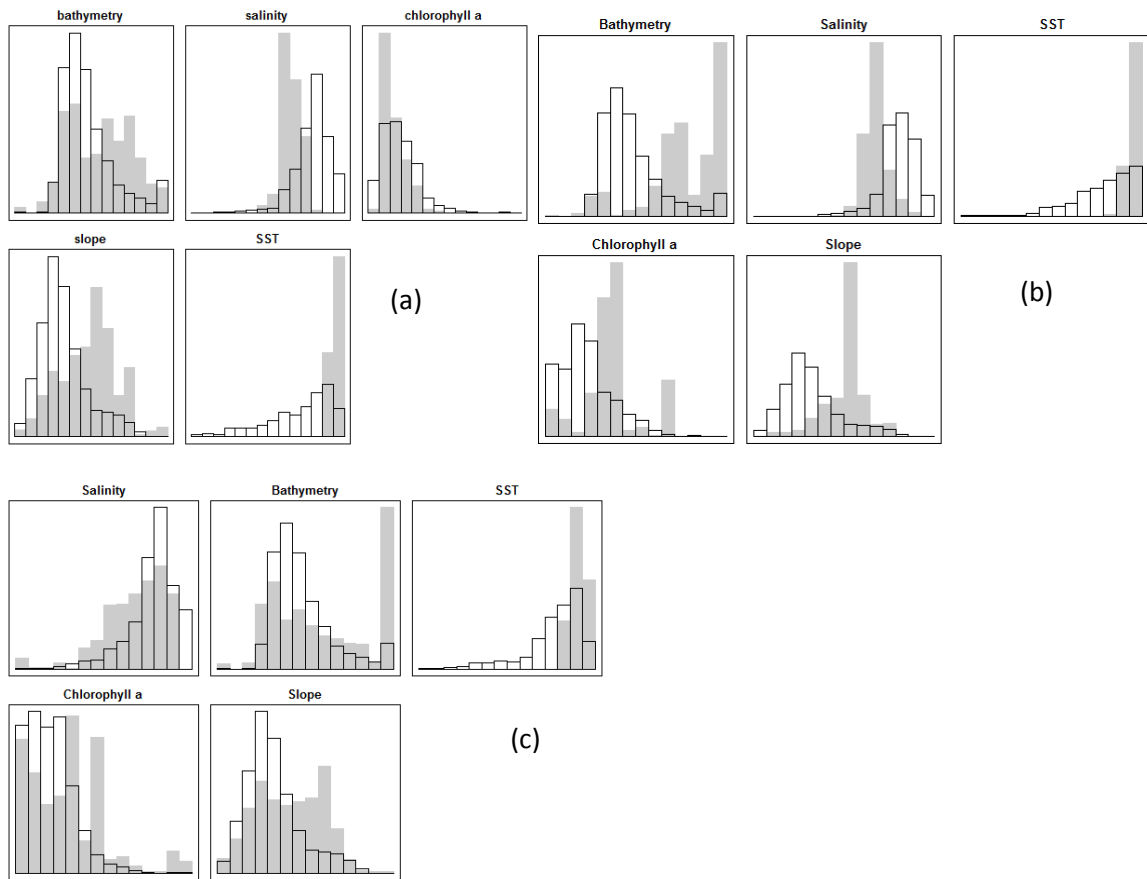 bathymetry
salinity
chlorophyll a
slope
SST
(a)
Bathymetry
Salinity
SST
Chlorophyll a
Slope
(b)
Salinity
Bathymetry
SST
Chlorophyll a
Slope
(c)